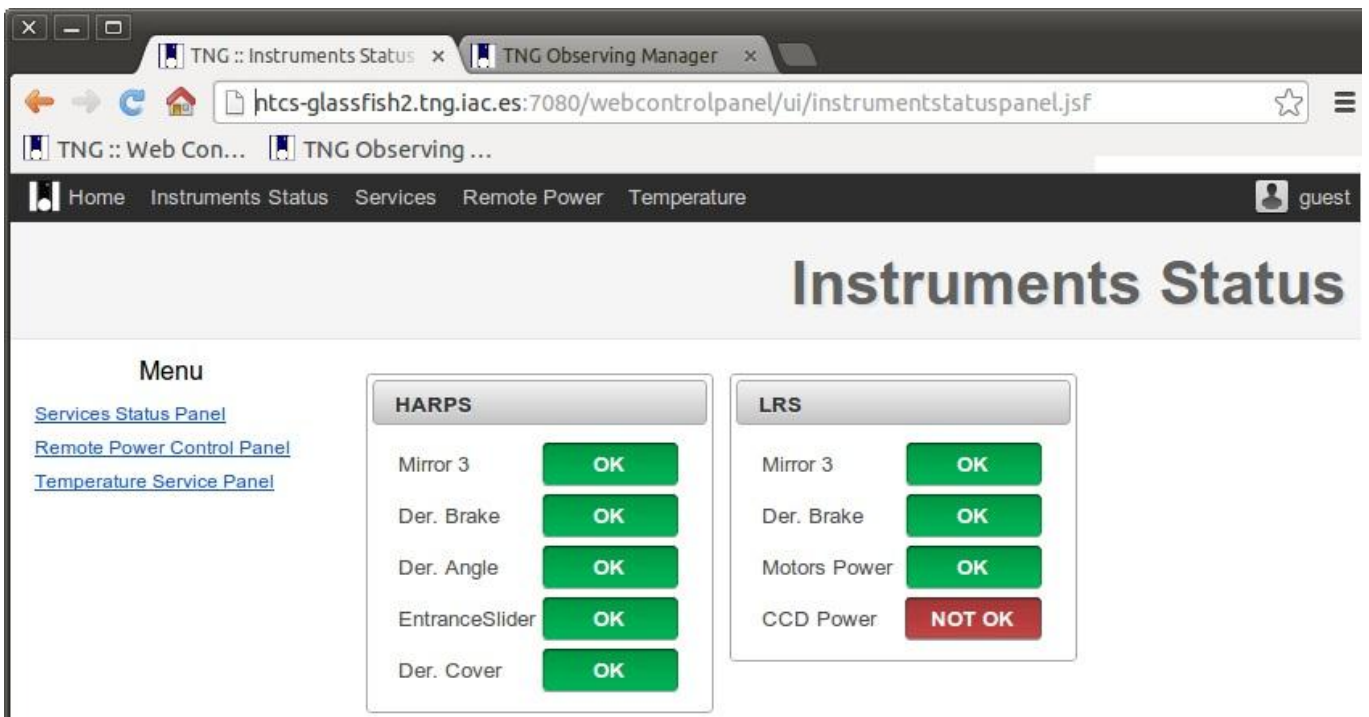 TNG :: Instruments Status
TNG Observing Manager
ntcs-glassfish2.tng.iac.es:7080/webcontrolpanel/ui/instrumentstatuspanel.jsf
TNG :: Web Con...
TNG Observing ...
Home Instruments Status Services Remote Power Temperature guest
Instruments Status
Menu
Services Status Panel
Remote Power Control Panel
Temperature Service Panel
HARPS
Mirror 3 OK
Der. Brake OK
Der. Angle OK
EntranceSlider OK
Der. Cover OK
LRS
Mirror 3 OK
Der. Brake OK
Motors Power OK
CCD Power NOT OK